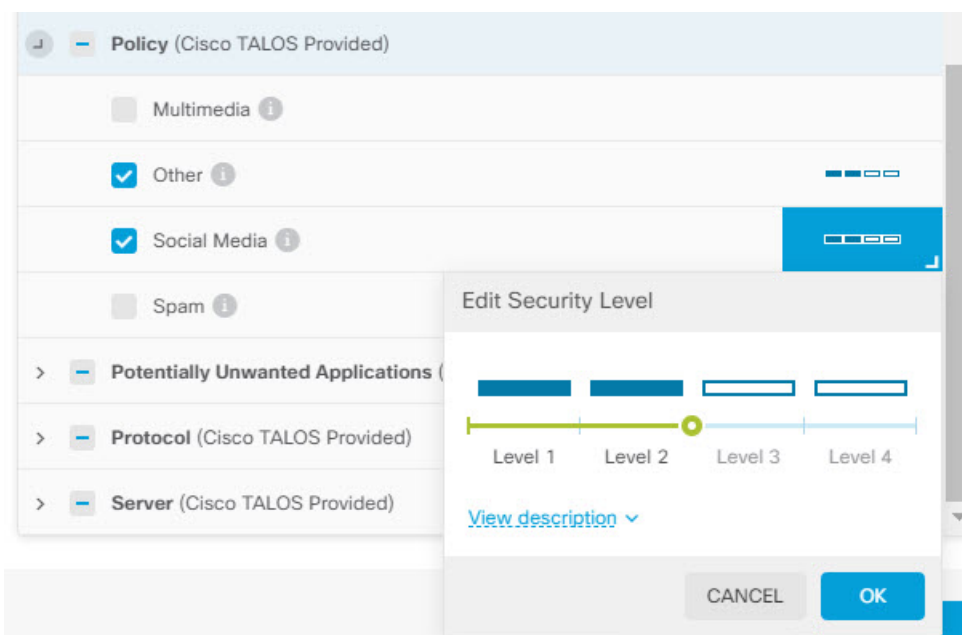 Policy (Cisco TALOS Provided)
Multimedia
Other
Social Media
Spam
Edit Security Level
Potentially Unwanted Applications (
Level 1 Level 2 Level 3 Level 4
Protocol (Cisco TALOS Provided)
Server (Cisco TALOS Provided)
View description
CANCEL OK